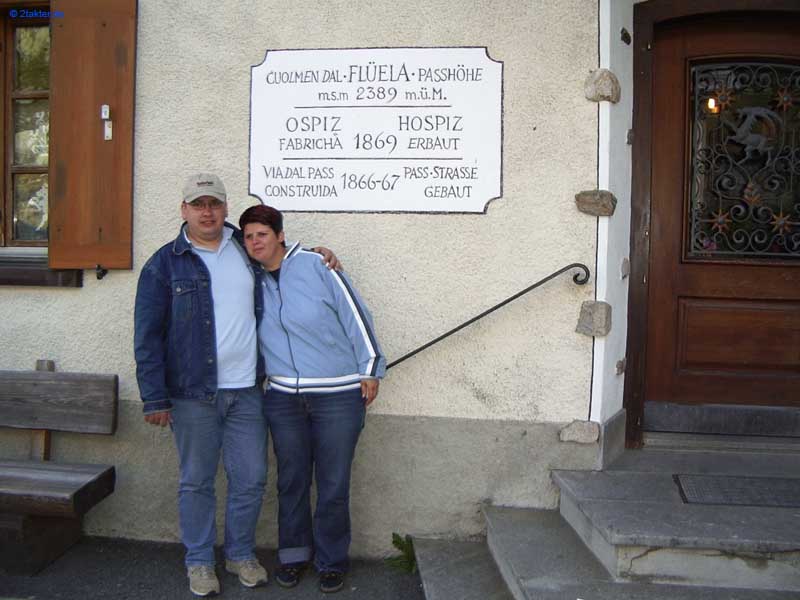 © 2takter.de
ĊUOLMEN DAL·FLÜELA·PASSHÖHE
m.s.m 2389 m.ü.M.
OSPIZ HOSPIZ
FABRICHÀ 1869 ERBAUT
VIA DAL PASS PASS-STRASSE
CONSTRUIDA 1866-67 GEBAUT